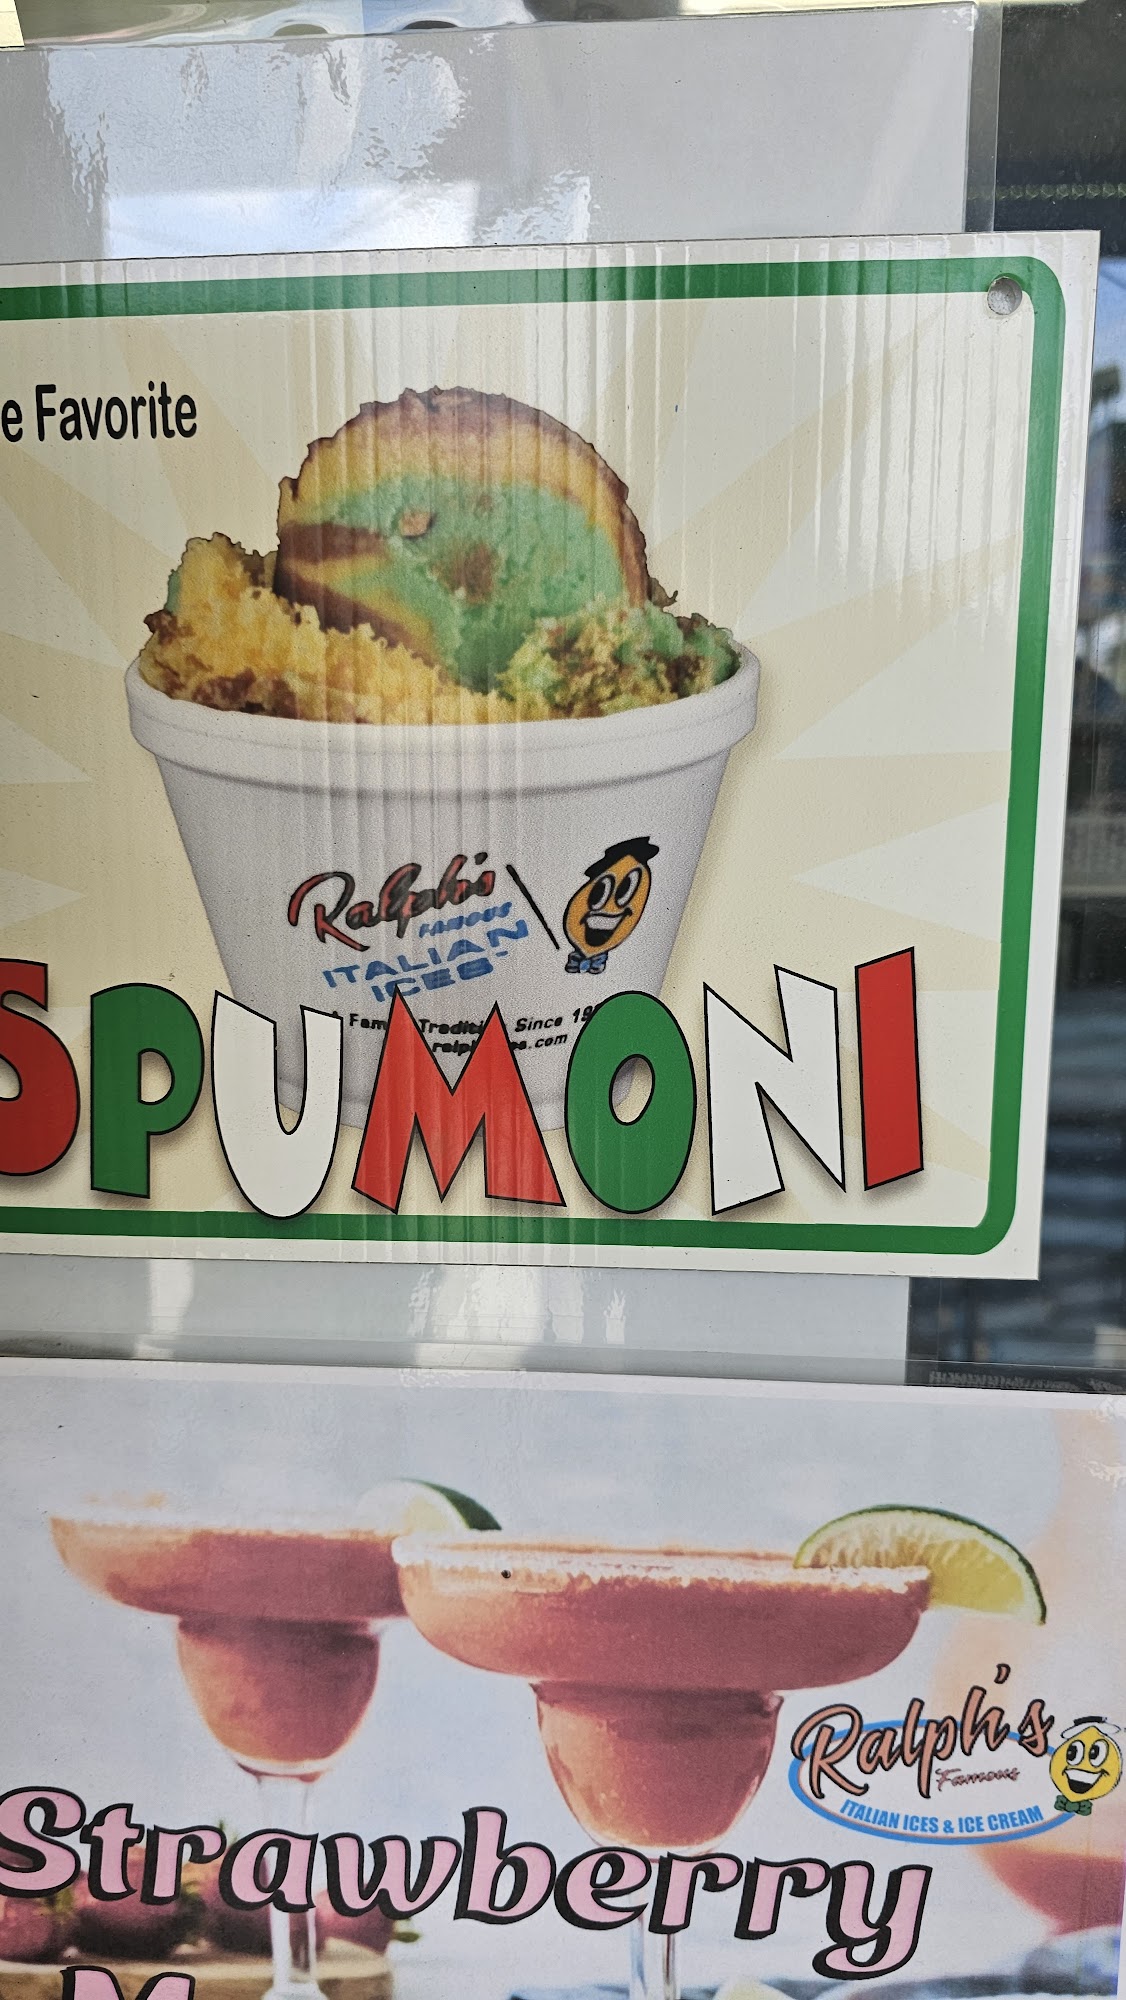 e Favorite
Ralph's
FAMOUS
ITALIAN
ICES
Since 19
SPUMONI
Ralph's
Famous
ITALIAN ICES & ICE CREAM
Strawberry
M